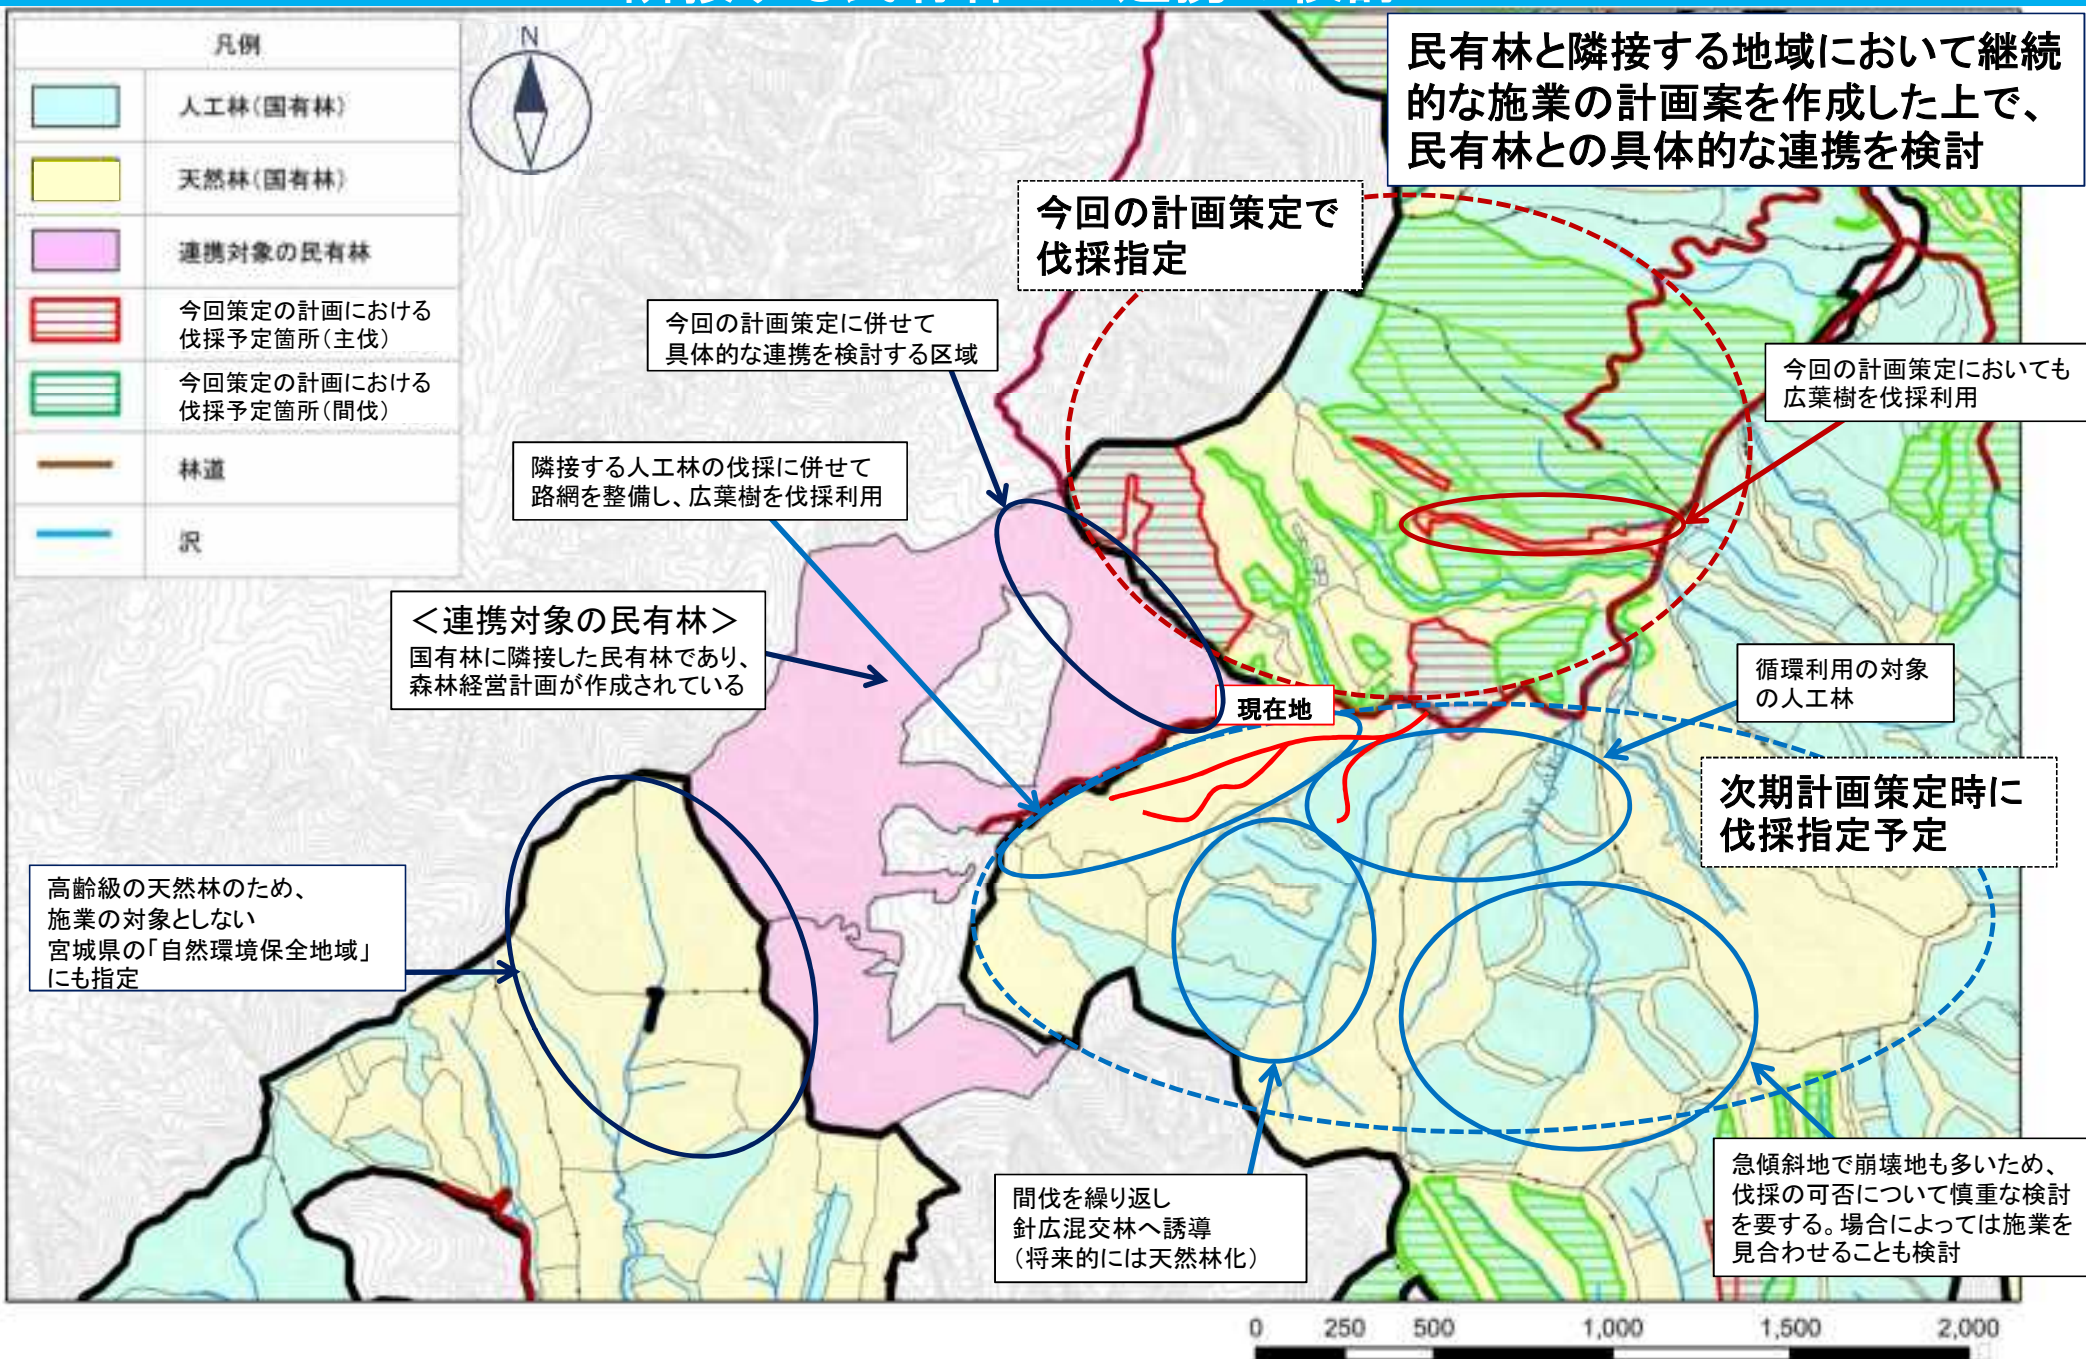 民有林と隣接する地域において継続
的な施業の計画案を作成した上で、
民有林との具体的な連携を検討
凡例
人工林(国有林)
天然林(国有林)
連携対象の民有林
今回策定の計画における
伐採予定箇所(主伐)
今回策定の計画における
伐採予定箇所(間伐)
林道
沢
N
今回の計画策定で
伐採指定
今回の計画策定に併せて
具体的な連携を検討する区域
今回の計画策定においても
広葉樹を伐採利用
隣接する人工林の伐採に併せて
路網を整備し、広葉樹を伐採利用
<連携対象の民有林>
国有林に隣接した民有林であり、
森林経営計画が作成されている
循環利用の対象
の人工林
現在地
次期計画策定時に
伐採指定予定
高齢級の天然林のため、
施業の対象としない
宮城県の「自然環境保全地域」
にも指定
間伐を繰り返し
針広混交林へ誘導
(将来的には天然林化)
急傾斜地で崩壊地も多いため、
伐採の可否について慎重な検討
を要する。場合によっては施業を
見合わせることも検討
0 250 500 1,000 1,500 2,000